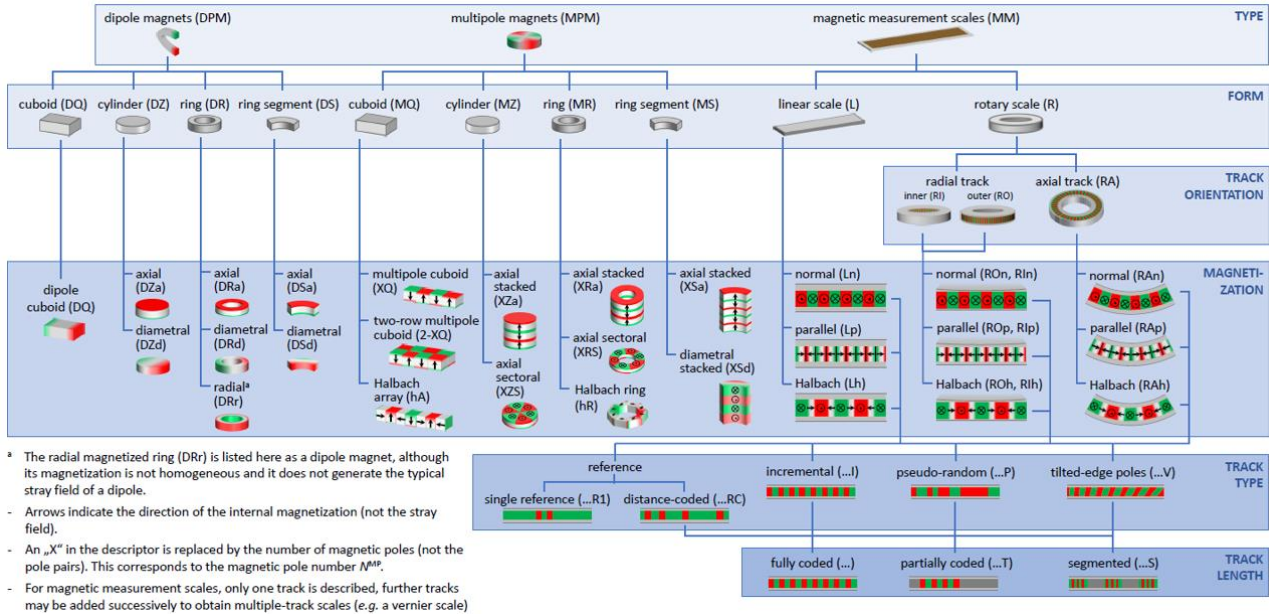 dipole magnets (DPM)
multipole magnets (MPM)
magnetic measurement scales (MM)
TYPE
cuboid (DQ)
cylinder (DZ)
ring (DR)
ring segment (DS)
cuboid (MQ)
cylinder (MZ)
ring (MR)
ring segment (MS)
linear scale (L)
rotary scale (R)
FORM
radial track
inner (RI)
outer (RO)
axial track (RA)
TRACK
ORIENTATION
dipole
cuboid (DQ)
axial
(DZa)
diametral
(DZd)
axial
(DRa)
diametral
(DRd)
radialᵃ
(DRr)
axial
(DSa)
diametral
(DSd)
multipole cuboid
(XQ)
two-row multipole
cuboid (2-XQ)
Halbach
array (hA)
axial
stacked
(XZa)
axial
sectoral
(XZS)
axial stacked
(XRa)
axial sectoral
(XRS)
Halbach ring
(hR)
axial stacked
(XSa)
diametral
stacked (XSd)
normal (Ln)
parallel (Lp)
Halbach (Lh)
normal (ROn, RIn)
parallel (ROp, RIp)
Halbach (ROh, RIh)
normal (RAn)
parallel (RAp)
Halbach (RAh)
MAGNETI-
ZATION
reference
single reference (...R1)
distance-coded (...RC)
incremental (...I)
pseudo-random (...P)
tilted-edge poles (...V)
TRACK
TYPE
fully coded (...)
partially coded (...T)
segmented (...S)
TRACK
LENGTH
ᵃ The radial magnetized ring (DRr) is listed here as a dipole magnet, although
its magnetization is not homogeneous and it does not generate the typical
stray field of a dipole.
- Arrows indicate the direction of the internal magnetization (not the stray
field).
- An „X“ in the descriptor is replaced by the number of magnetic poles (not the
pole pairs). This corresponds to the magnetic pole number Nᴹᴾ.
- For magnetic measurement scales, only one track is described, further tracks
may be added successively to obtain multiple-track scales (e.g. a vernier scale)